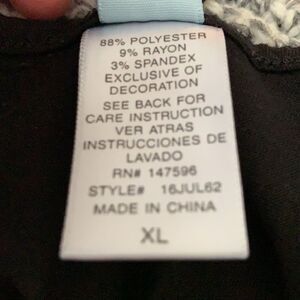 88% POLYESTER
9% RAYON
3% SPANDEX
EXCLUSIVE OF
DECORATION
SEE BACK FOR
CARE INSTRUCTION
VER ATRAS
INSTRUCCIONES DE
LAVADO
RN# 147596
STYLE# 16JUL62
MADE IN CHINA
XL